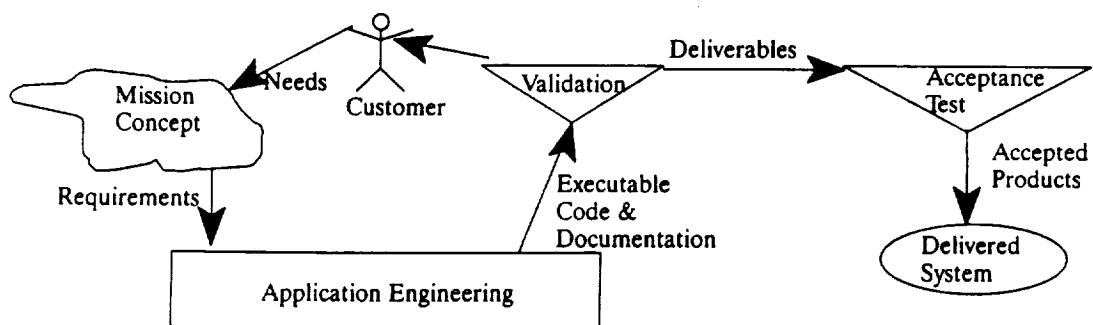 Needs
Customer
Mission
Concept
Requirements
Application Engineering
Executable
Code &
Documentation
Validation
Deliverables
Acceptance
Test
Accepted
Products
Delivered
System